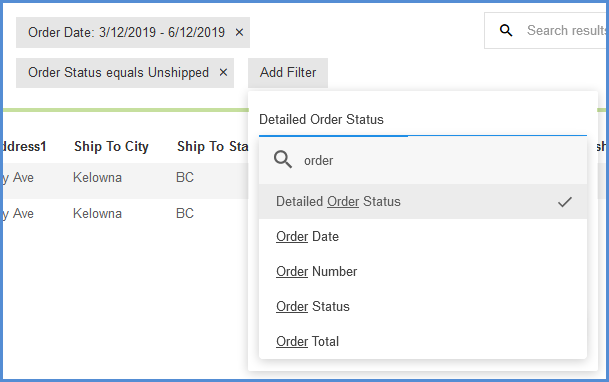 Order Date: 3/12/2019 - 6/12/2019 ×
Search results
Order Status equals Unshipped ×
Add Filter
Detailed Order Status
ddress1 Ship To City Ship To Sta
order
y Ave Kelowna BC
Detailed Order Status
y Ave Kelowna BC
Order Date
Order Number
Order Status
Order Total